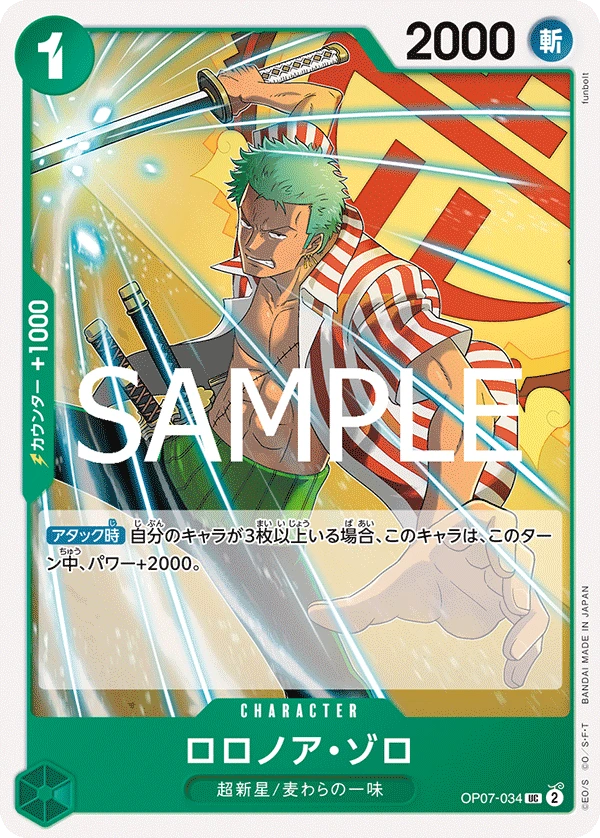 1
2000
斬
funbolt
カウンター +1000
SAMPLE
アタック時 自分のキャラが3枚以上いる場合、このキャラは、このター
ン中、パワー+2000。
CHARACTER
ロロノア・ゾロ
超新星/麦わらの一味
OP07-034 UC 2
©E.O/S ©O/S・F・T BANDAI MADE IN JAPAN